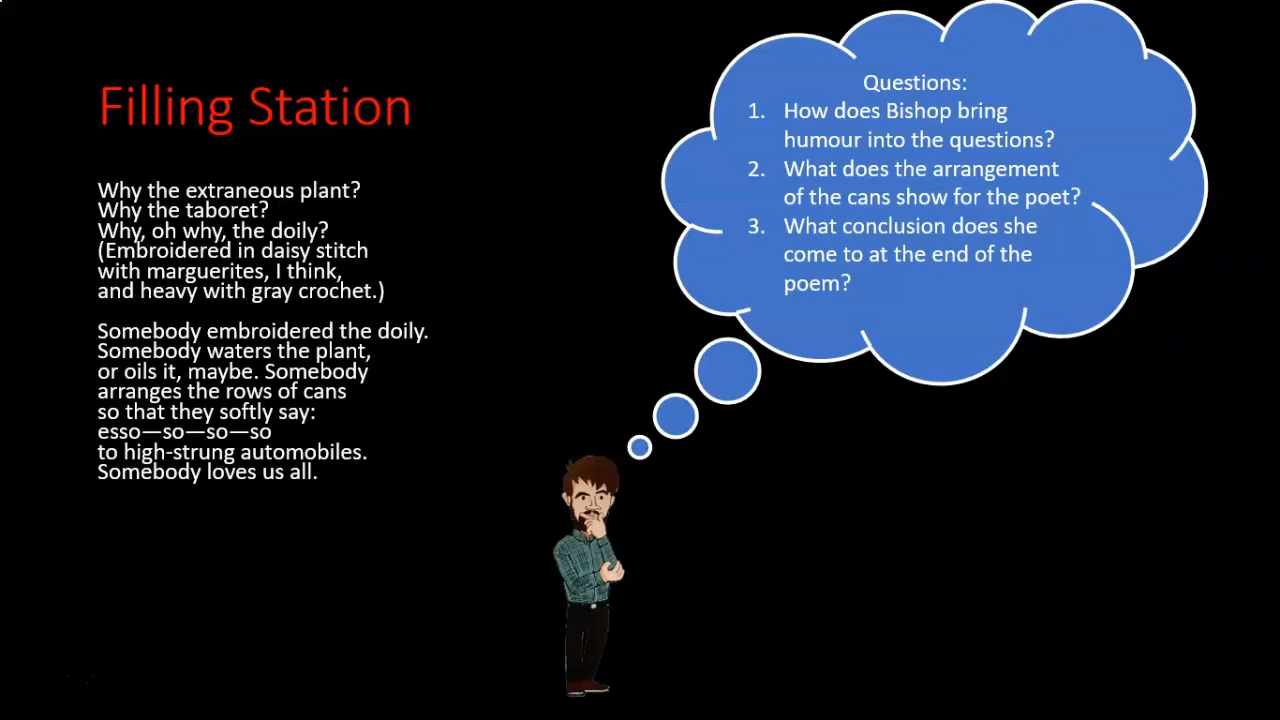 Filling Station
Why the extraneous plant?
Why the taboret?
Why, oh why, the doily?
(Embroidered in daisy stitch
with marguerites, I think,
and heavy with gray crochet.)
Somebody embroidered the doily.
Somebody waters the plant,
or oils it, maybe. Somebody
arranges the rows of cans
so that they softly say:
esso—so—so—so
to high-strung automobiles.
Somebody loves us all.
Questions:
1. How does Bishop bring
humour into the questions?
2. What does the arrangement
of the cans show for the poet?
3. What conclusion does she
come to at the end of the
poem?